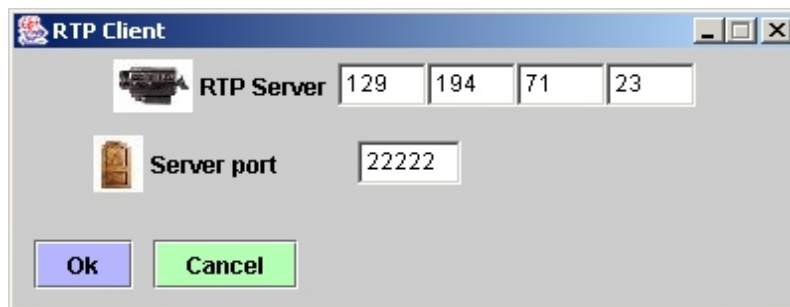 RTP Client
RTP Server 129 194 71 23
Server port 22222
Ok Cancel